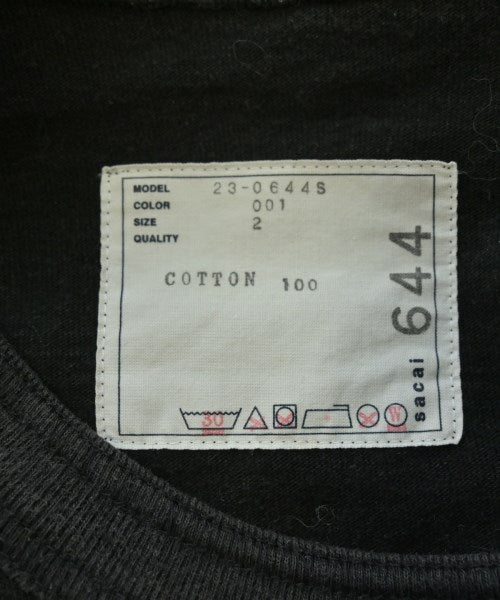 MODEL 23-0644S
COLOR 001
SIZE 2
QUALITY
COTTON 100
sacai 644
30
W